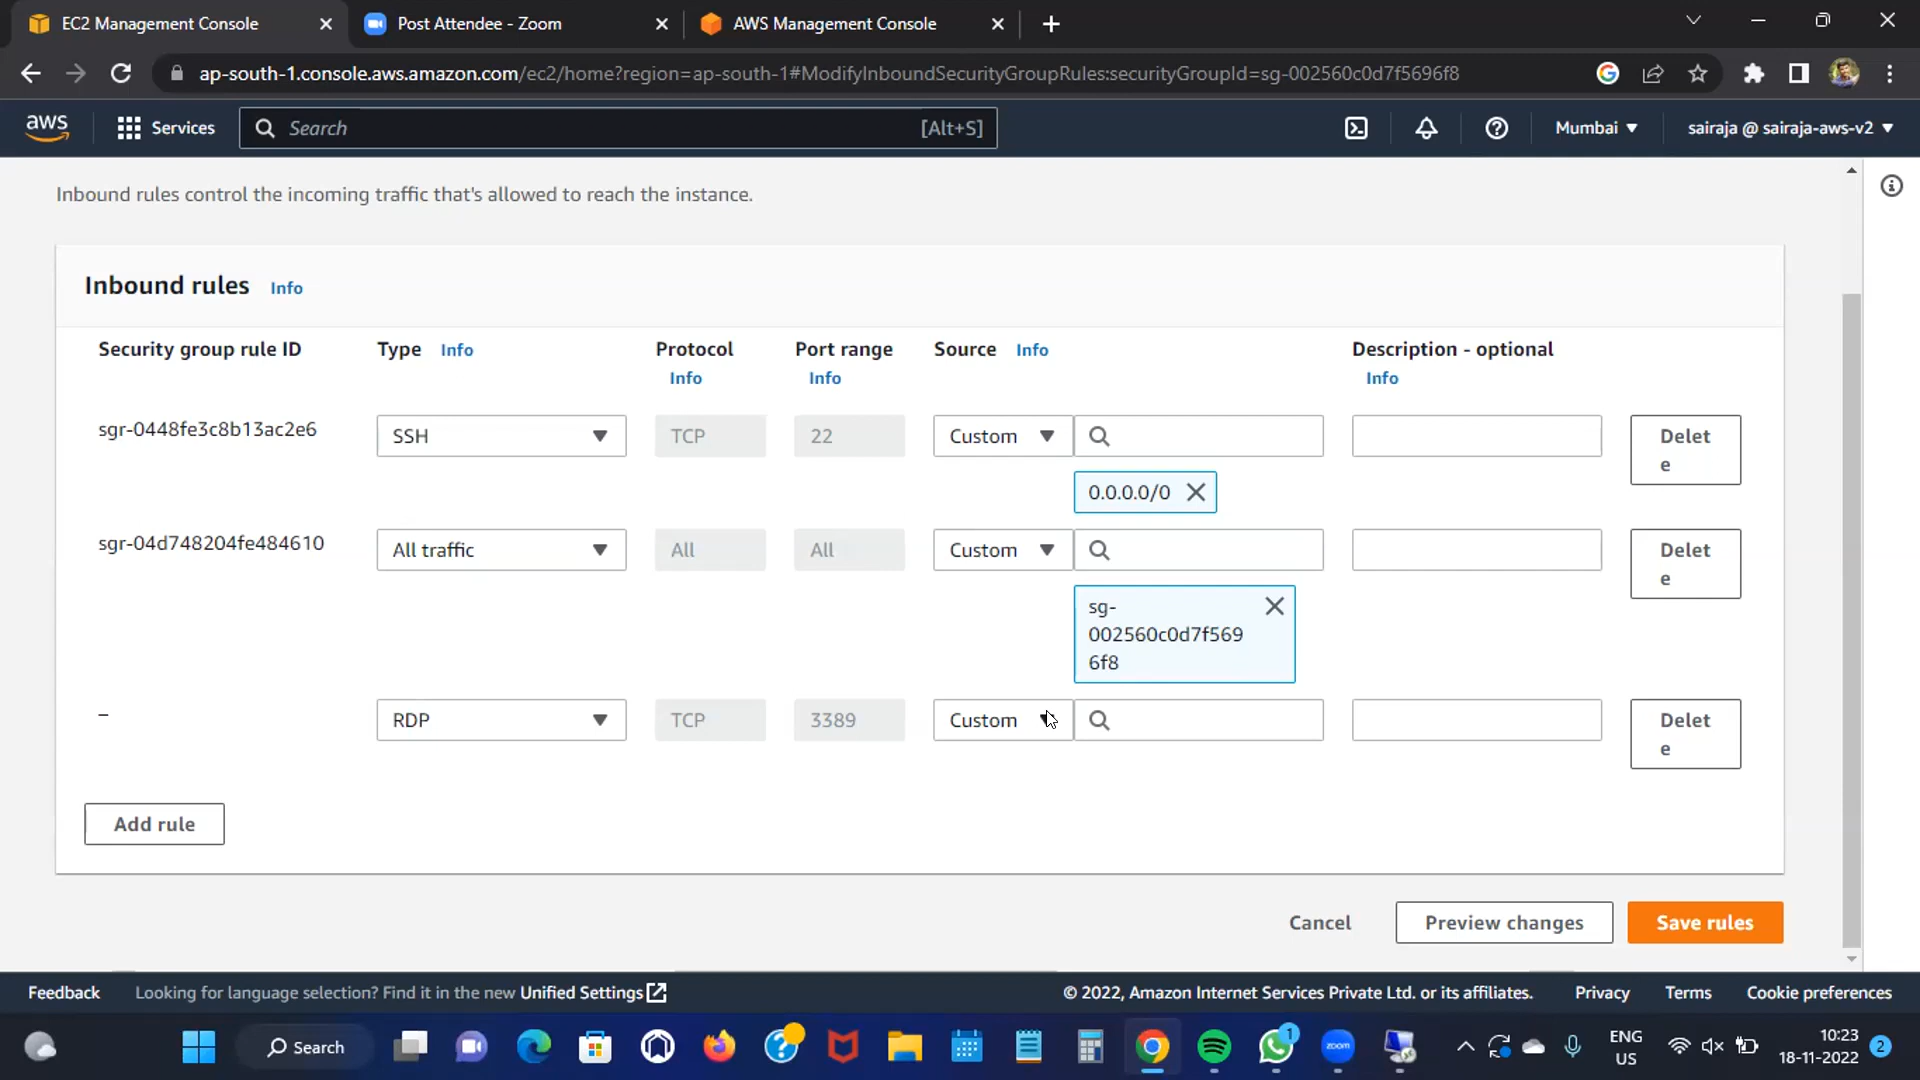 EC2 Management Console
Post Attendee - Zoom
AWS Management Console
ap-south-1.console.aws.amazon.com/ec2/home?region=ap-south-1#ModifyInboundSecurityGroupRules:securityGroupId=sg-002560c0d7f5696f8
aws
Services
Search
[Alt+S]
Mumbai
sairaja @ sairaja-aws-v2
Inbound rules control the incoming traffic that's allowed to reach the instance.
Inbound rules Info
Security group rule ID
Type Info
Protocol
Info
Port range
Info
Source Info
Description - optional
Info
sgr-0448fe3c8b13ac2e6
SSH
TCP
22
Custom
0.0.0.0/0
Delet
e
sgr-04d748204fe484610
All traffic
All
All
Custom
sg-
002560c0d7f569
6f8
Delet
e
–
RDP
TCP
3389
Custom
Delet
e
Add rule
Cancel
Preview changes
Save rules
Feedback
Looking for language selection? Find it in the new Unified Settings
© 2022, Amazon Internet Services Private Ltd. or its affiliates.
Privacy
Terms
Cookie preferences
Search
1
zoom
ENG
US
10:23
18-11-2022
2